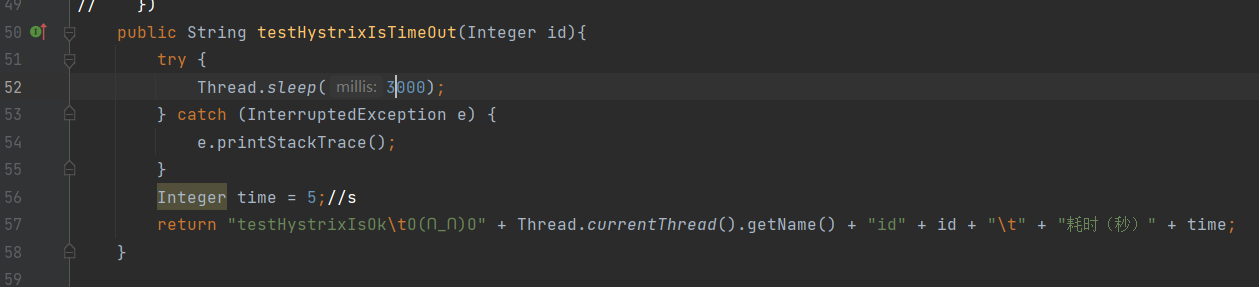 49 //    })
50 public String testHystrixIsTimeOut(Integer id){
51 try {
52 Thread.sleep( millis: 3000);
53 } catch (InterruptedException e) {
54 e.printStackTrace();
55 }
56 Integer time = 5;//s
57 return "testHystrixIsOk\tO(∩_∩)O" + Thread.currentThread().getName() + "id" + id + "\t" + "耗时（秒）" + time;
58 }
59